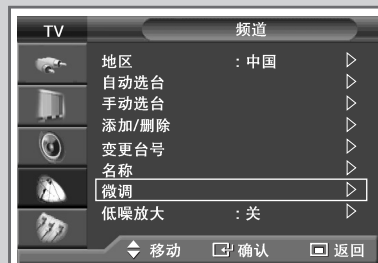 TV 频道
地区 : 中国
自动选台
手动选台
添加/删除
变更台号
名称
微调
低噪放大 : 关
移动 确认 返回